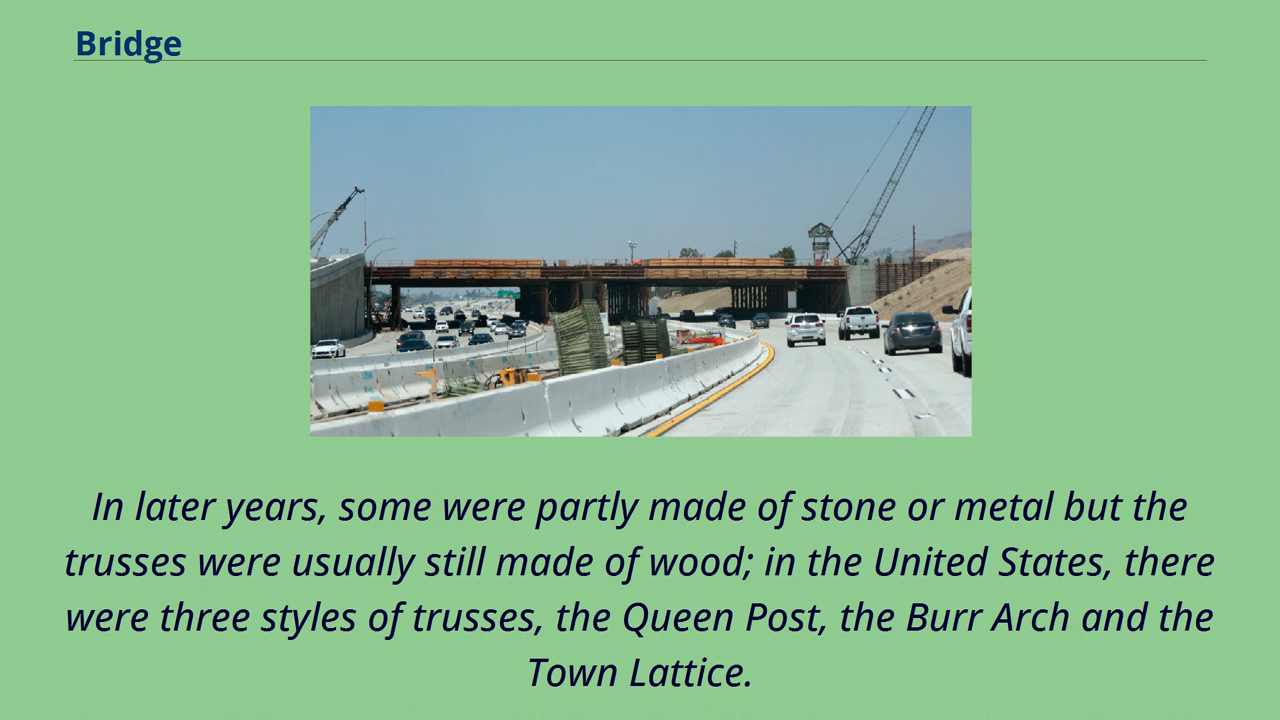 Bridge
In later years, some were partly made of stone or metal but the
trusses were usually still made of wood; in the United States, there
were three styles of trusses, the Queen Post, the Burr Arch and the
Town Lattice.